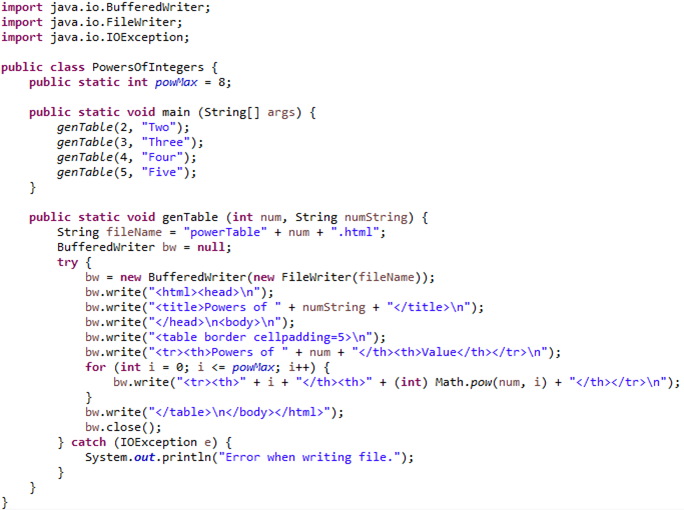 import java.io.BufferedWriter;
import java.io.FileWriter;
import java.io.IOException;

public class PowersOfIntegers {
    public static int powMax = 8;

    public static void main (String[] args) {
        genTable(2, "Two");
        genTable(3, "Three");
        genTable(4, "Four");
        genTable(5, "Five");
    }

    public static void genTable (int num, String numString) {
        String fileName = "powerTable" + num + ".html";
        BufferedWriter bw = null;
        try {
            bw = new BufferedWriter(new FileWriter(fileName));
            bw.write("<html><head>\n");
            bw.write("<title>Powers of " + numString + "</title>\n");
            bw.write("</head>\n<body>\n");
            bw.write("<table border cellpadding=5>\n");
            bw.write("<tr><th>Powers of " + num + "</th><th>Value</th></tr>\n");
            for (int i = 0; i <= powMax; i++) {
                bw.write("<tr><th>" + i + "</th><th>" + (int) Math.pow(num, i) + "</th></tr>\n");
            }
            bw.write("</table>\n</body></html>");
            bw.close();
        } catch (IOException e) {
            System.out.println("Error when writing file.");
        }
    }
}